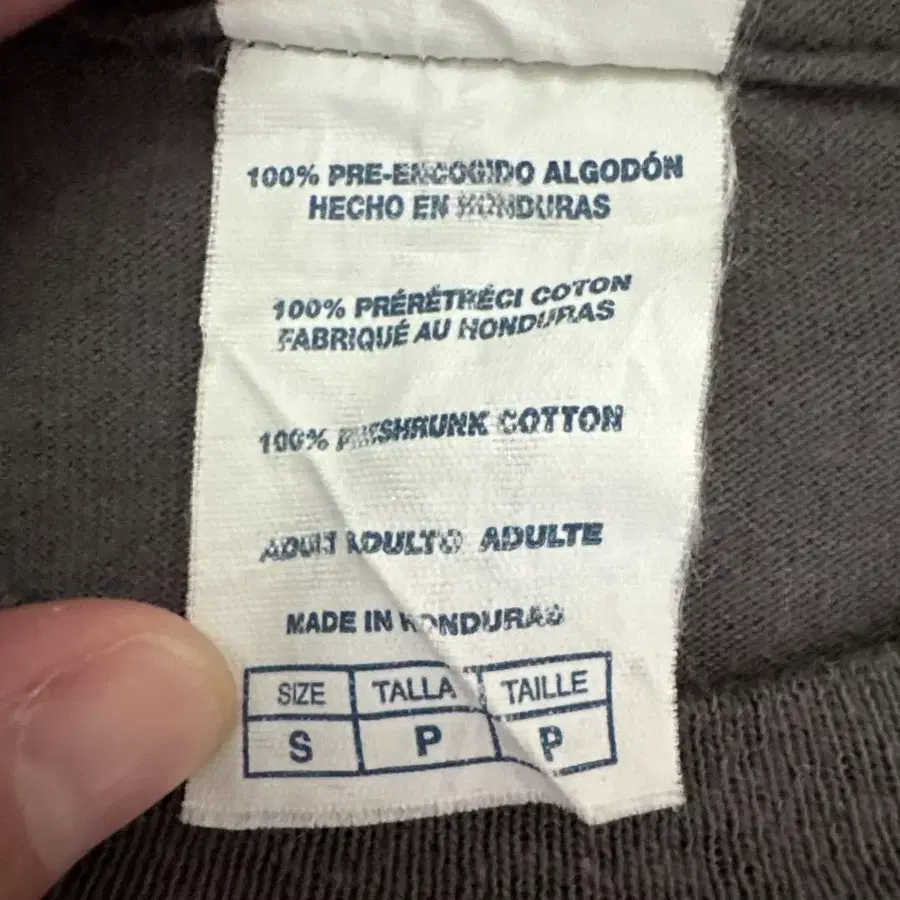 100% PRE-ENCOGIDO ALGODÓN
HECHO EN HONDURAS
100% PRÉRÉTRÉCI COTON
FABRIQUÉ AU HONDURAS
100% PRESHRUNK COTTON
ADULT ADULTO ADULTE
MADE IN HONDURAS
SIZE TALLA TAILLE
S P P